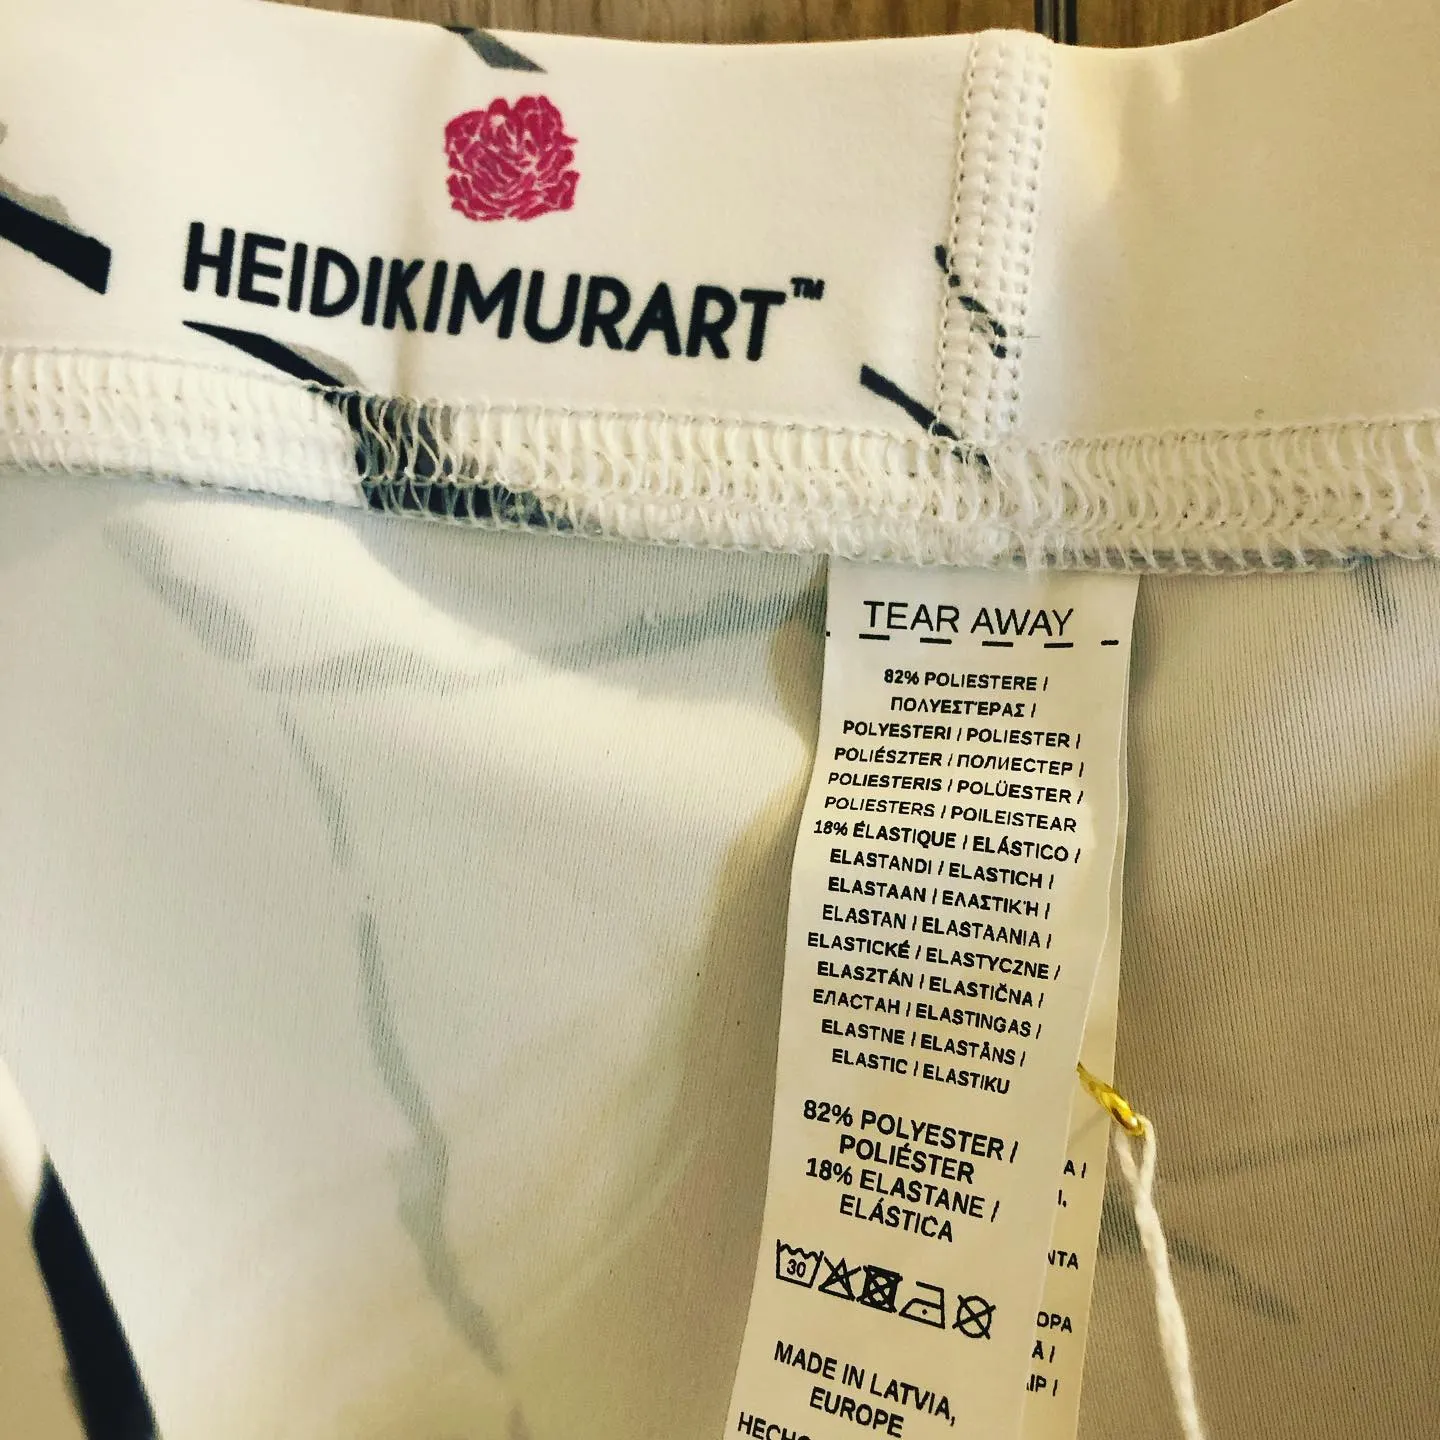 HEIDIKIMURART™
TEAR AWAY
82% POLIESTERE /
ΠΟΛΥΕΣΤΈΡΑΣ /
POLYESTERI / POLIESTER /
POLIÉSZTER / ПОЛИЕСТЕР /
POLIESTERIS / POLÜESTER /
POLIESTERS / POILEISTEAR
18% ÉLASTIQUE / ELÁSTICO /
ELASTANDI / ELASTICH /
ELASTAAN / ΕΛΑΣΤΙΚΉ /
ELASTAN / ELASTAANIA /
ELASTICKÉ / ELASTYCZNE /
ELASZTÁN / ELASTIČNA /
ЕЛАСТАН / ELASTINGAS /
ELASTNE / ELASTĀNS /
ELASTIC / ELASTIKU
82% POLYESTER /
POLIÉSTER
18% ELASTANE /
ELÁSTICA
30
MADE IN LATVIA,
EUROPE